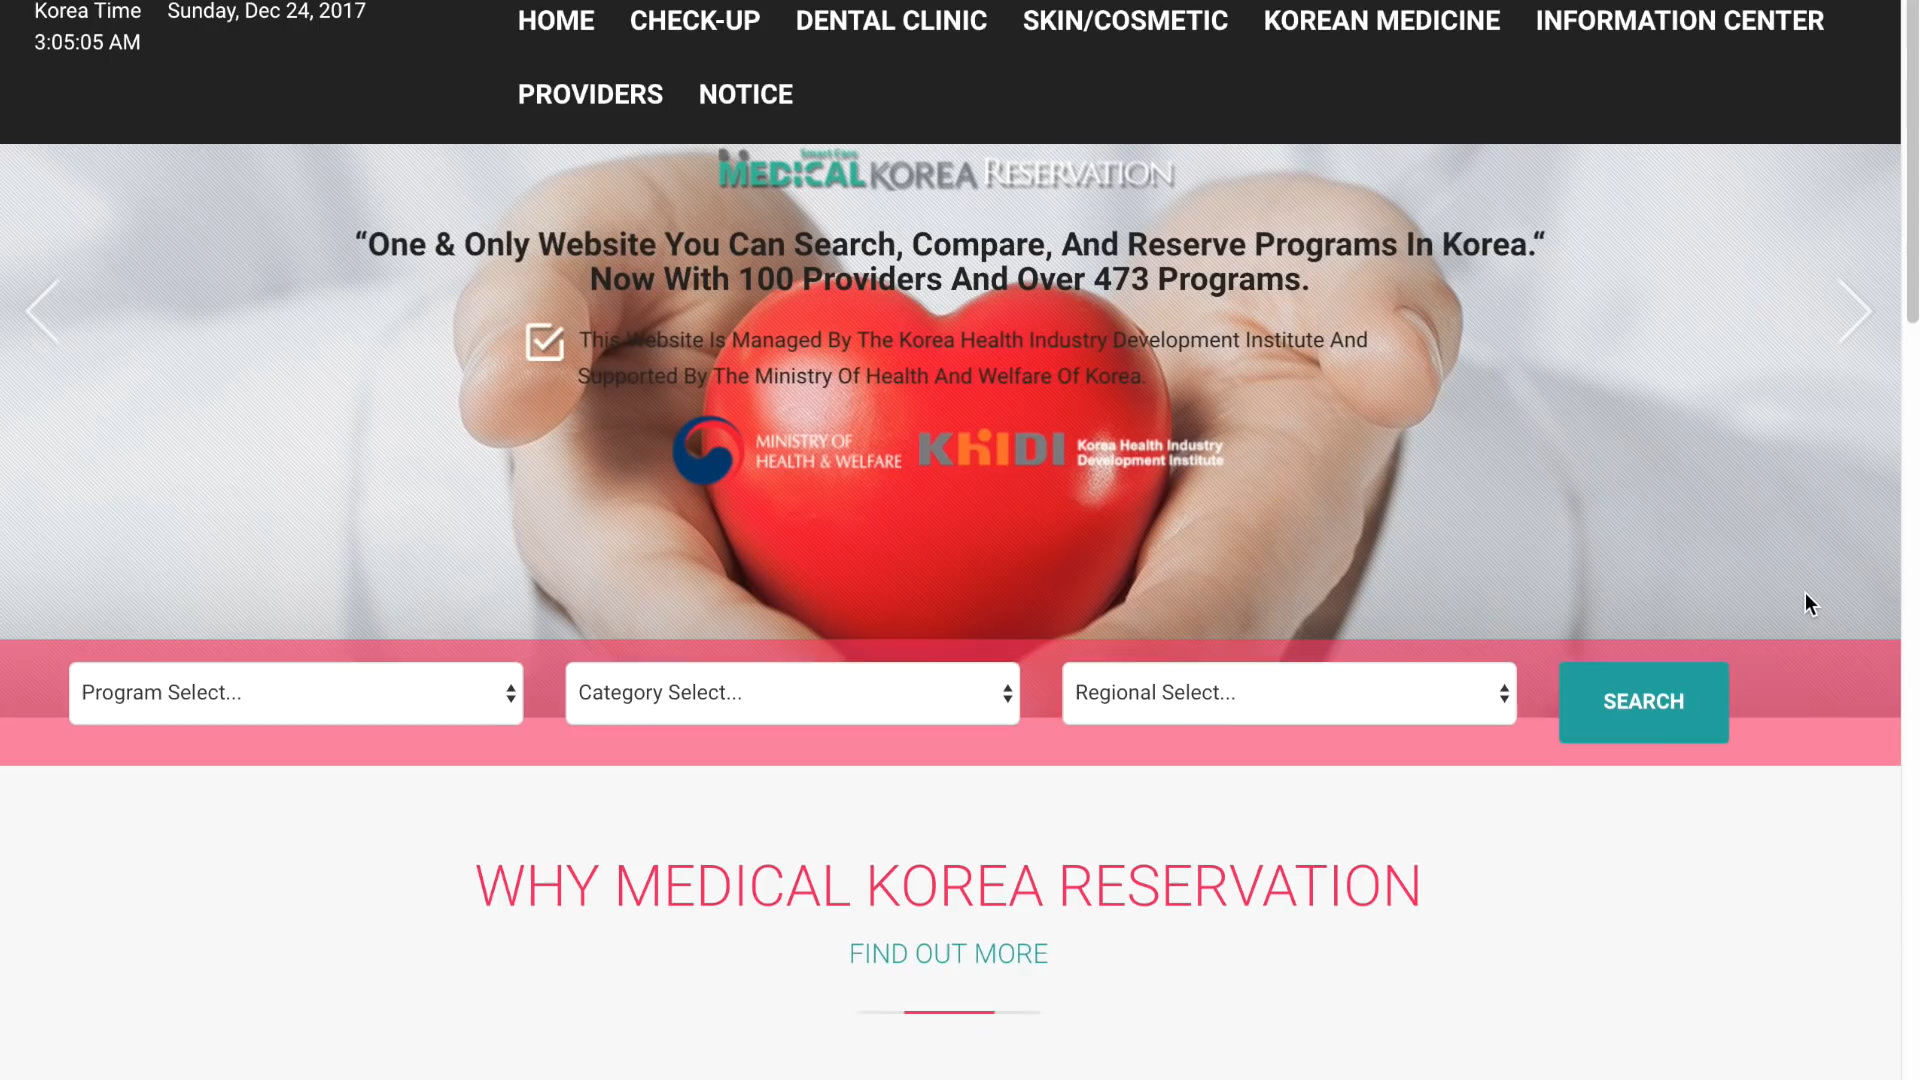 Korea Time Sunday, Dec 24, 2017
3:05:05 AM
HOME CHECK-UP DENTAL CLINIC SKIN/COSMETIC KOREAN MEDICINE INFORMATION CENTER
PROVIDERS NOTICE
Smart Care
MEDICAL KOREA RESERVATION
“One & Only Website You Can Search, Compare, And Reserve Programs In Korea.“
Now With 100 Providers And Over 473 Programs.
This Website Is Managed By The Korea Health Industry Development Institute And
Supported By The Ministry Of Health And Welfare Of Korea.
MINISTRY OF
HEALTH & WELFARE
KHIDI
Korea Health Industry
Development Institute
Program Select... Category Select... Regional Select... SEARCH
WHY MEDICAL KOREA RESERVATION
FIND OUT MORE